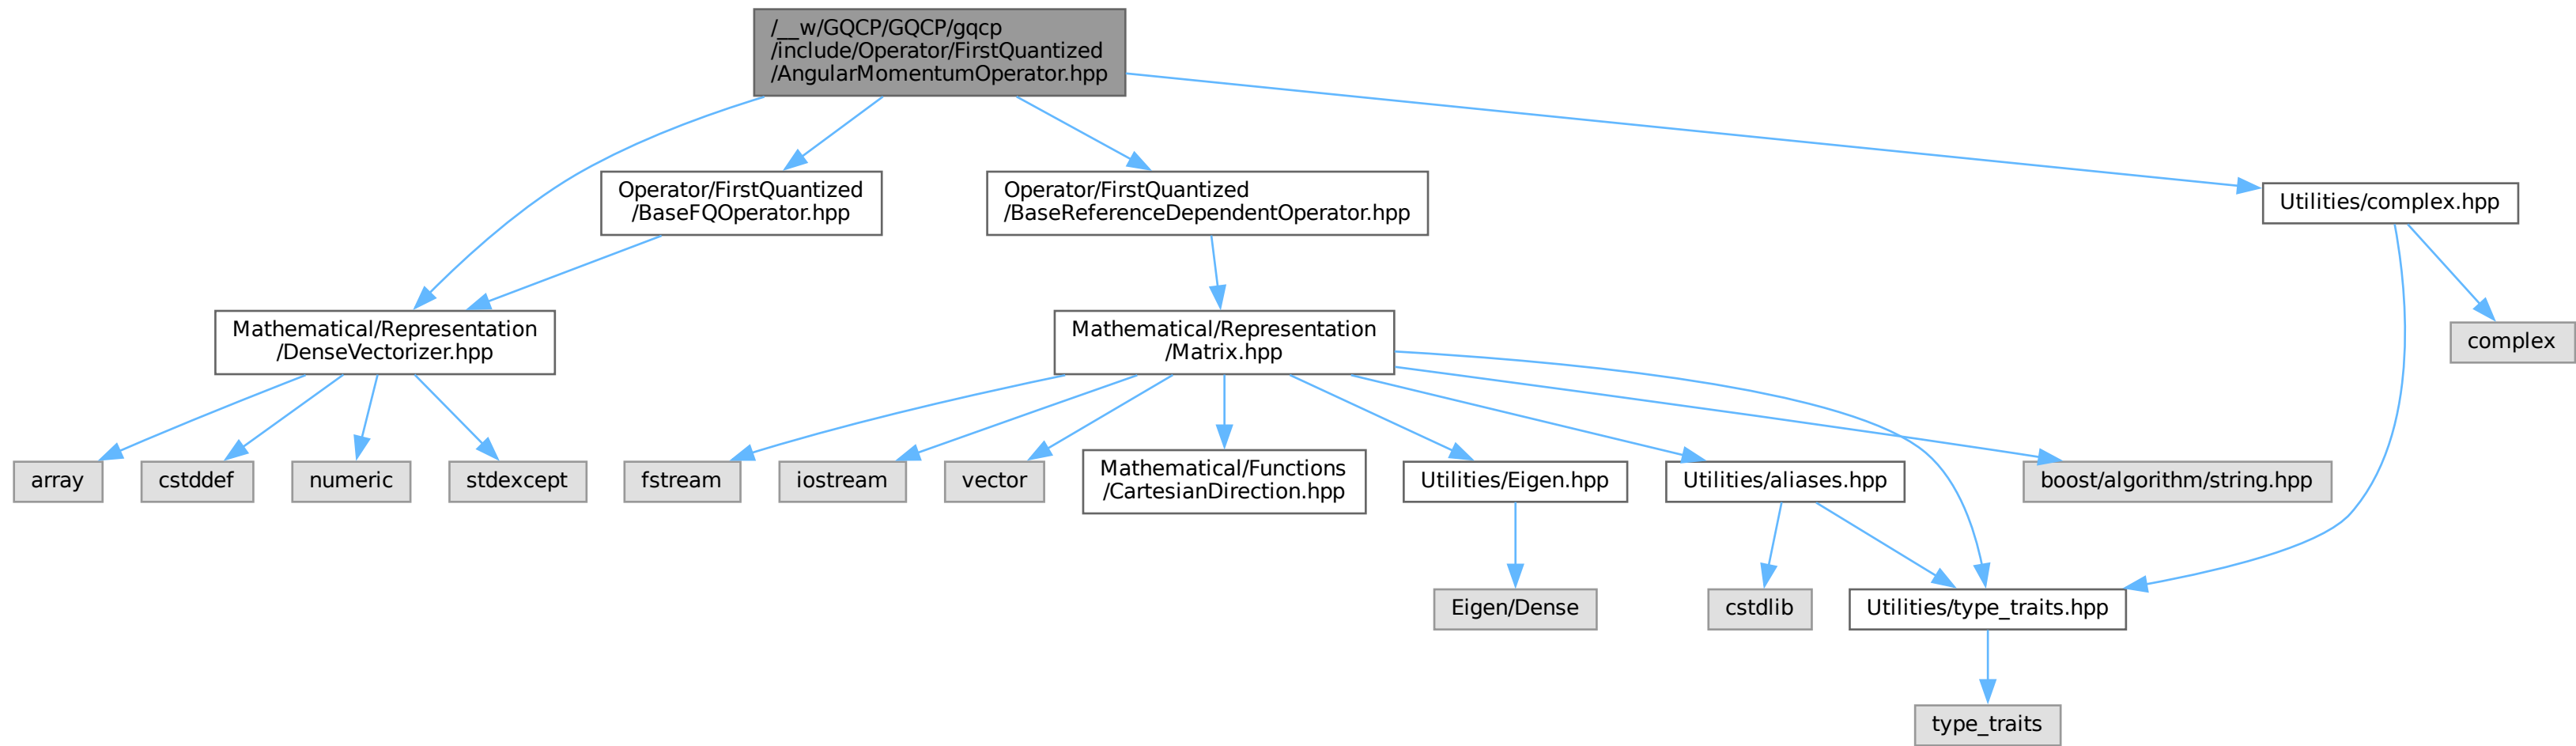 /__w/GQCP/GQCP/gqcp
/include/Operator/FirstQuantized
/AngularMomentumOperator.hpp
Operator/FirstQuantized
/BaseFQOperator.hpp
Operator/FirstQuantized
/BaseReferenceDependentOperator.hpp
Utilities/complex.hpp
Mathematical/Representation
/DenseVectorizer.hpp
Mathematical/Representation
/Matrix.hpp
complex
array
cstddef
numeric
stdexcept
fstream
iostream
vector
Mathematical/Functions
/CartesianDirection.hpp
Utilities/Eigen.hpp
Utilities/aliases.hpp
boost/algorithm/string.hpp
Eigen/Dense
cstdlib
Utilities/type_traits.hpp
type_traits